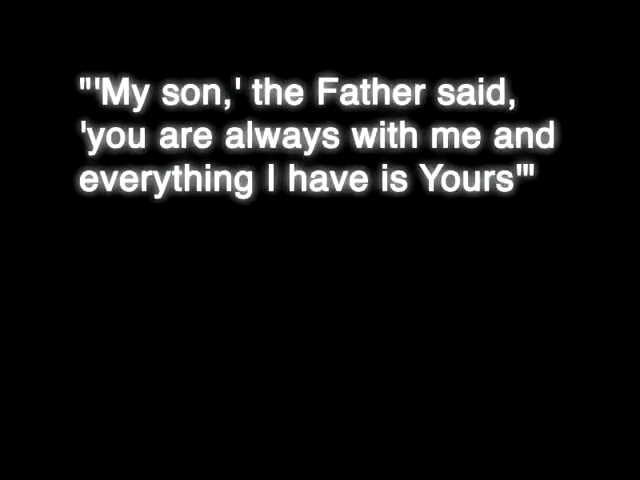 "'My son,' the Father said,
'you are always with me and
everything I have is Yours'"